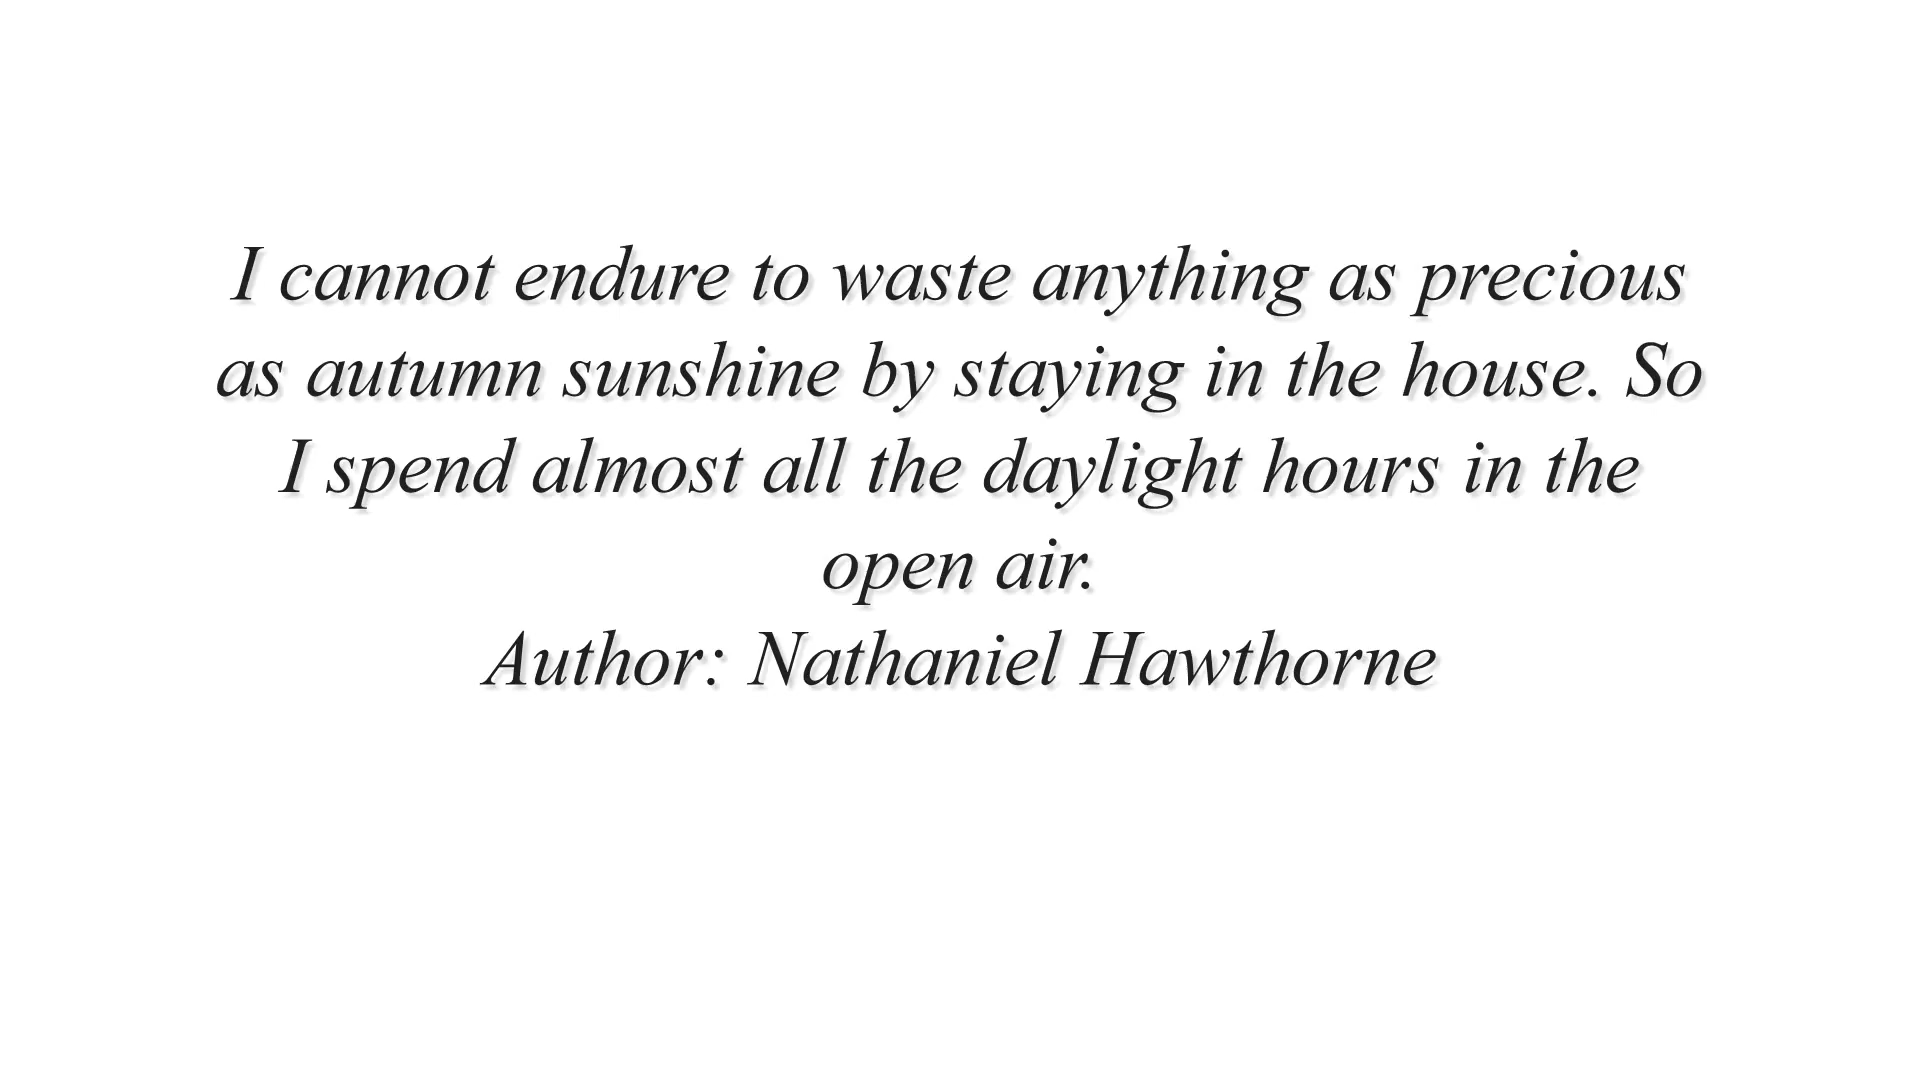 I cannot endure to waste anything as precious
as autumn sunshine by staying in the house. So
I spend almost all the daylight hours in the
open air.
Author: Nathaniel Hawthorne